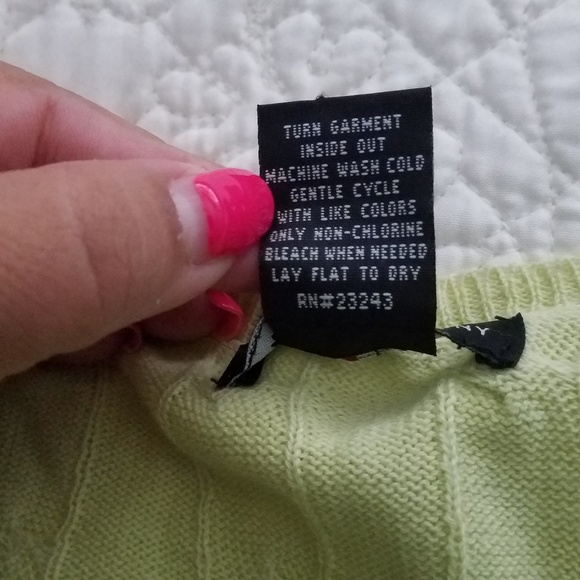 TURN GARMENT
INSIDE OUT
MACHINE WASH COLD
GENTLE CYCLE
WITH LIKE COLORS
ONLY NON-CHLORINE
BLEACH WHEN NEEDED
LAY FLAT TO DRY
RN#23243